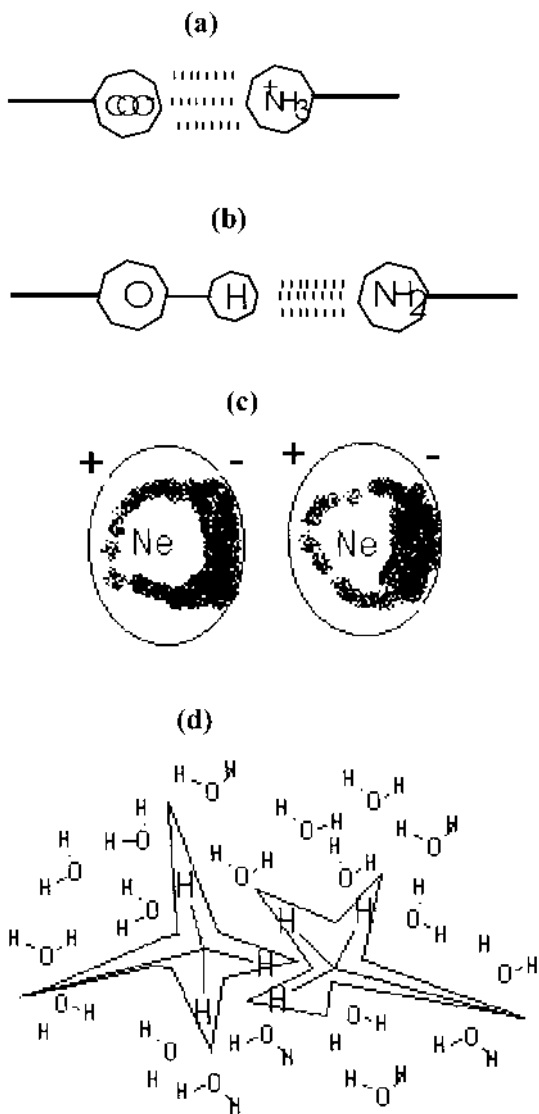 (a)
COO
+
NH3
(b)
O H NH2
(c)
+ - + -
Ne Ne
(d)
H H H H
O O
H H H
H O O H O H
H H H H
H O H O O H
H H H H
H O H H O
H H O H
H O H H
O H
O H H H O H
H H O H O H H H O H
H H O H H O H